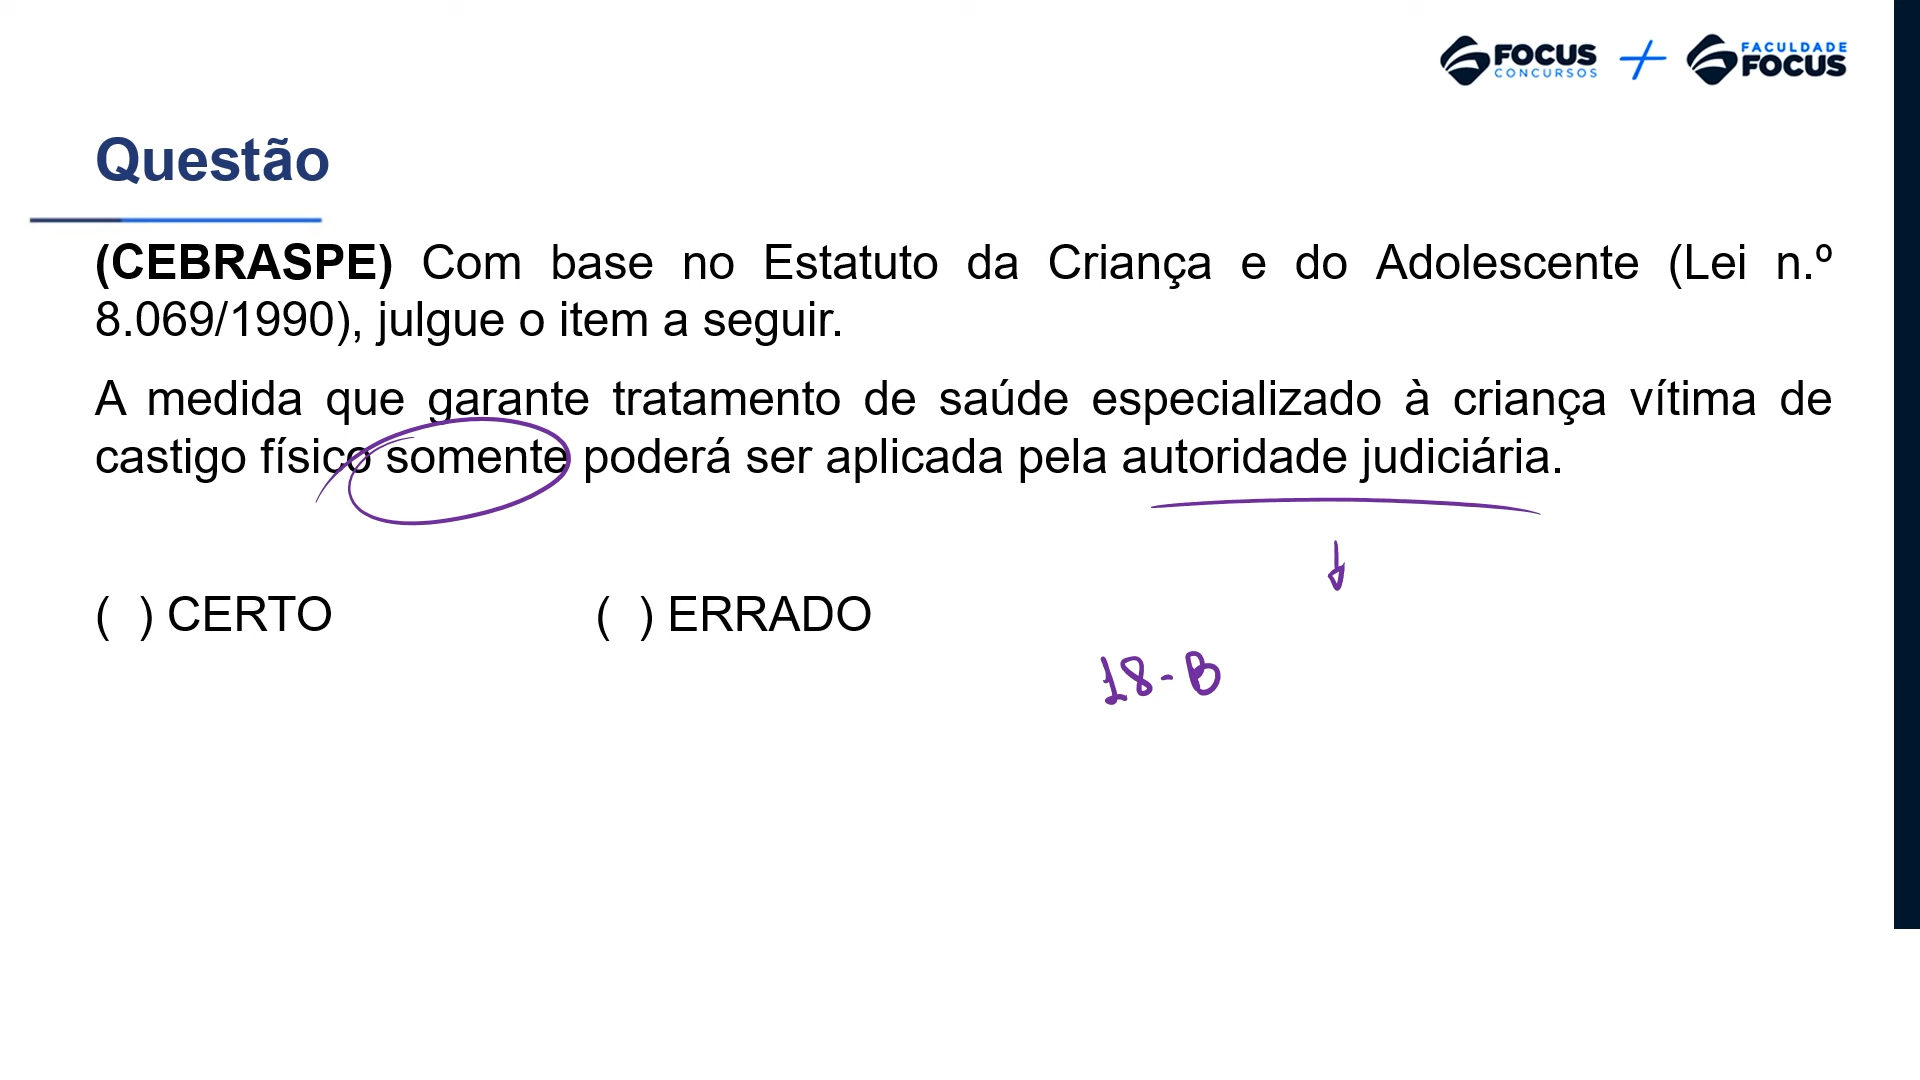 FOCUS
CONCURSOS
FACULDADE
FOCUS
Questão
(CEBRASPE) Com base no Estatuto da Criança e do Adolescente (Lei n.º
8.069/1990), julgue o item a seguir.
A medida que garante tratamento de saúde especializado à criança vítima de
castigo físico somente poderá ser aplicada pela autoridade judiciária.
( ) CERTO ( ) ERRADO
18-B